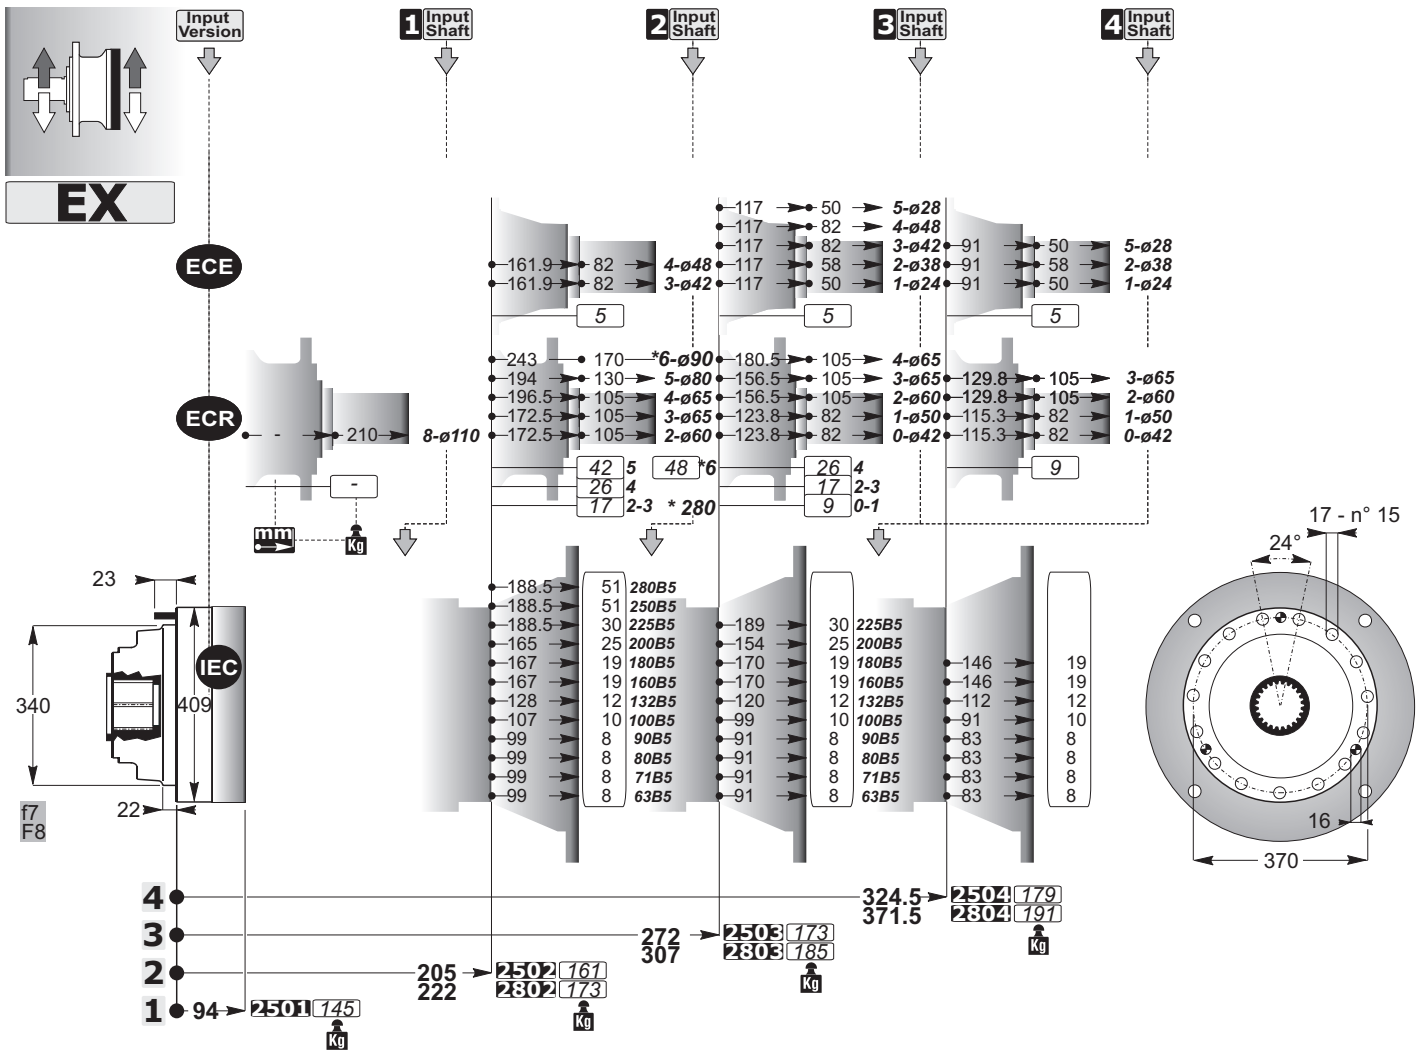 Input Version
1 Input Shaft
2 Input Shaft
3 Input Shaft
4 Input Shaft
EX
ECE
161.9 82 4-ø48
161.9 82 3-ø42
5
117 50 5-ø28
117 82 4-ø48
117 82 3-ø42
117 58 2-ø38
117 50 1-ø24
5
91 50 5-ø28
91 58 2-ø38
91 50 1-ø24
5
ECR
- 210 8-ø110
-
mm
Kg
243 170 *6-ø90
194 130 5-ø80
196.5 105 4-ø65
172.5 105 3-ø65
172.5 105 2-ø60
42 5
48 *6
26 4
17 2-3
* 280
180.5 105 4-ø65
156.5 105 3-ø65
156.5 105 2-ø60
123.8 82 1-ø50
123.8 82 0-ø42
26 4
17 2-3
9 0-1
129.8 105 3-ø65
129.8 105 2-ø60
115.3 82 1-ø50
115.3 82 0-ø42
9
IEC
23
340
409
22
f7
F8
188.5 51 280B5
188.5 51 250B5
188.5 30 225B5
165 25 200B5
167 19 180B5
167 19 160B5
128 12 132B5
107 10 100B5
99 8 90B5
99 8 80B5
99 8 71B5
99 8 63B5
189 30 225B5
154 25 200B5
170 19 180B5
170 19 160B5
120 12 132B5
99 10 100B5
91 8 90B5
91 8 80B5
91 8 71B5
91 8 63B5
146 19
146 19
112 12
91 10
83 8
83 8
83 8
83 8
17 - n° 15
24°
16
370
4 324.5 2504 179
371.5 2804 191
Kg
3 272 2503 173
307 2803 185
Kg
2 205 2502 161
222 2802 173
Kg
1 94 2501 145
Kg